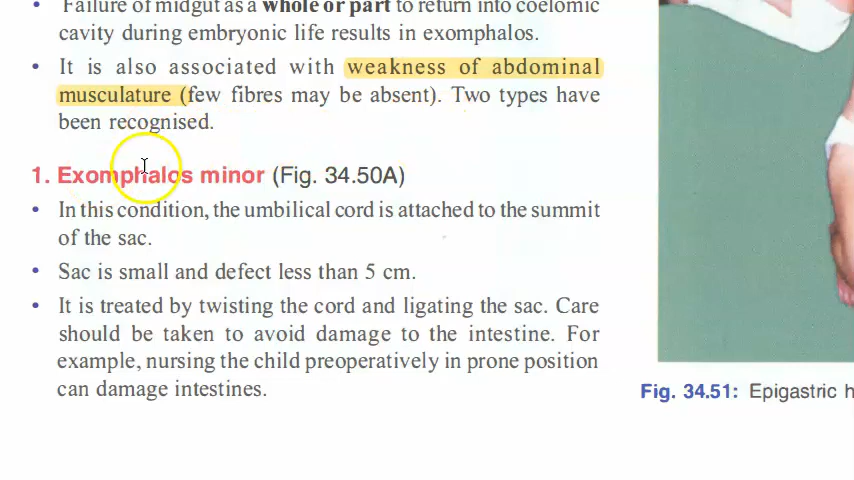 Failure of midgut as a whole or part to return into coelomic
cavity during embryonic life results in exomphalos.
• It is also associated with weakness of abdominal
musculature (few fibres may be absent). Two types have
been recognised.
1. Exomphalos minor (Fig. 34.50A)
• In this condition, the umbilical cord is attached to the summit
of the sac.
• Sac is small and defect less than 5 cm.
• It is treated by twisting the cord and ligating the sac. Care
should be taken to avoid damage to the intestine. For
example, nursing the child preoperatively in prone position
can damage intestines.
Fig. 34.51: Epigastric h